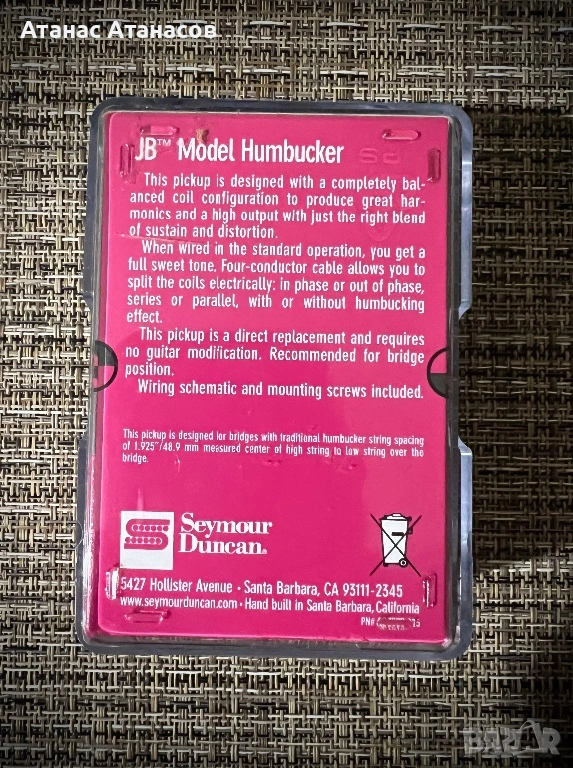 Атанас Атанасов
JB™ Model Humbucker
This pickup is designed with a completely bal-
anced coil configuration to produce great har-
monics and a high output with just the right blend
of sustain and distortion.
When wired in the standard operation, you get a
full sweet tone. Four-conductor cable allows you to
split the coils electrically: in phase or out of phase,
series or parallel, with or without humbucking
effect.
This pickup is a direct replacement and requires
no guitar modification. Recommended for bridge
position.
Wiring schematic and mounting screws included.
This pickup is designed for bridges with traditional humbucker string spacing
of 1.925"/48.9 mm measured center of high string to low string over the
bridge.
Seymour
Duncan®
5427 Hollister Avenue • Santa Barbara, CA 93111-2345
www.seymourduncan.com • Hand built in Santa Barbara, California
PN#
BAZAR